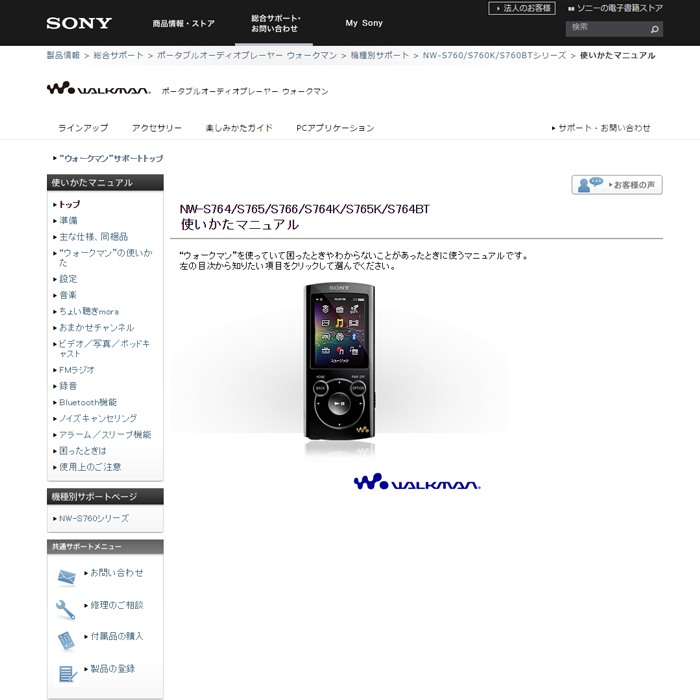 SONY
商品情報・ストア
総合サポート・
お問い合わせ
My Sony
法人のお客様
ソニーの電子書籍ストア
検索
製品情報 > 総合サポート > ポータブルオーディオプレーヤー ウォークマン > 機種別サポート > NW-S760/S760K/S760BTシリーズ > 使いかたマニュアル
WALKMAN ポータブルオーディオプレーヤー ウォークマン
ラインアップ
アクセサリー
楽しみかたガイド
PCアプリケーション
サポート・お問い合わせ
"ウォークマン"サポートトップ
使いかたマニュアル
トップ
準備
主な仕様、同梱品
"ウォークマン"の使いか
た
設定
音楽
ちょい聴きmora
おまかせチャンネル
ビデオ／写真／ポッドキ
ャスト
FMラジオ
録音
Bluetooth機能
ノイズキャンセリング
アラーム／スリープ機能
困ったときは
使用上のご注意
機種別サポートページ
NW-S760シリーズ
共通サポートメニュー
お問い合わせ
修理のご相談
付属品の購入
製品の登録
お客様の声
NW-S764/S765/S766/S764K/S765K/S764BT
使いかたマニュアル
"ウォークマン"を使っていて困ったときやわからないことがあったときに使うマニュアルです。
左の目次から知りたい項目をクリックして選んでください。
SONY
HOME
BACK
OPTION
WALKMAN